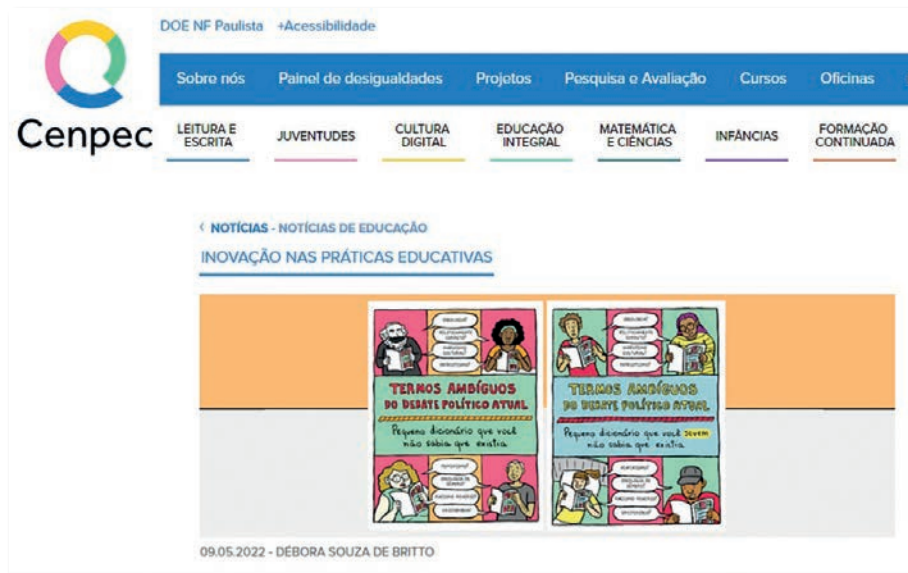 DOE NF Paulista +Acessibilidade
Sobre nós Painel de desigualdades Projetos Pesquisa e Avaliação Cursos Oficinas
Cenpec
LEITURA E ESCRITA
JUVENTUDES
CULTURA DIGITAL
EDUCAÇÃO INTEGRAL
MATEMÁTICA E CIÊNCIAS
INFÂNCIAS
FORMAÇÃO CONTINUADA
‹ NOTÍCIAS - NOTÍCIAS DE EDUCAÇÃO
INOVAÇÃO NAS PRÁTICAS EDUCATIVAS
TERMOS AMBÍGUOS
DO DEBATE POLÍTICO ATUAL
Pequeno dicionário que você
não sabia que existia
TERMOS AMBÍGUOS
DO DEBATE POLÍTICO ATUAL
Pequeno dicionário que você jovem
não sabia que existia
09.05.2022 - DÉBORA SOUZA DE BRITTO